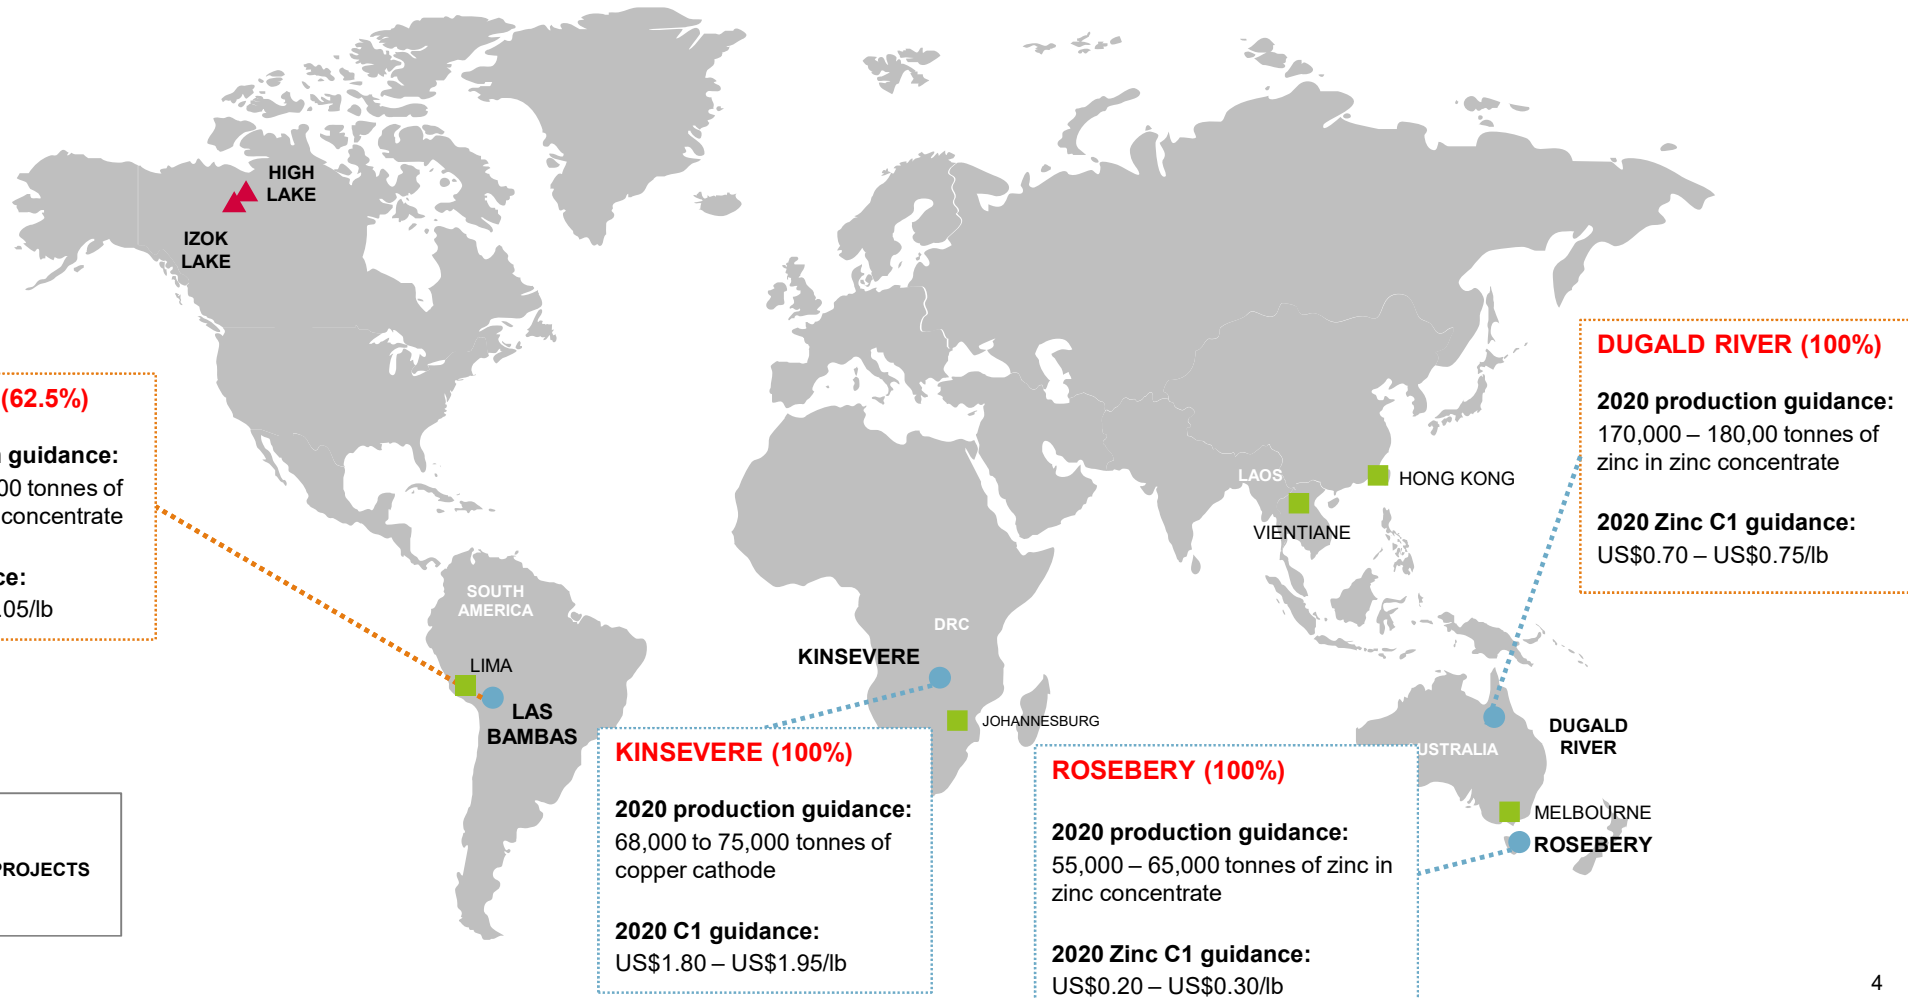 HIGH
LAKE
IZOK
LAKE
(62.5%)
guidance:
00 tonnes of
concentrate
ce:
05/lb
SOUTH
AMERICA
LIMA
LAS
BAMBAS
PROJECTS
DRC
KINSEVERE
JOHANNESBURG
KINSEVERE (100%)
2020 production guidance:
68,000 to 75,000 tonnes of
copper cathode
2020 C1 guidance:
US$1.80 – US$1.95/lb
LAOS
HONG KONG
VIENTIANE
DUGALD RIVER (100%)
2020 production guidance:
170,000 – 180,00 tonnes of
zinc in zinc concentrate
2020 Zinc C1 guidance:
US$0.70 – US$0.75/lb
USTRALIA
DUGALD
RIVER
MELBOURNE
ROSEBERY
ROSEBERY (100%)
2020 production guidance:
55,000 – 65,000 tonnes of zinc in
zinc concentrate
2020 Zinc C1 guidance:
US$0.20 – US$0.30/lb
4